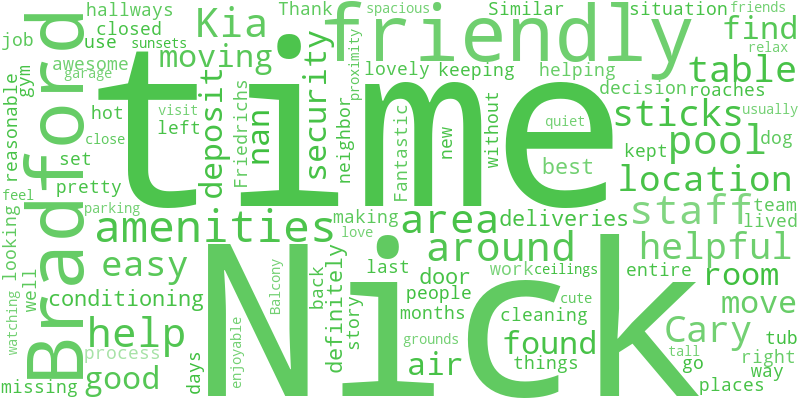 hallways
Thank
spacious
Similar
situation
friends
job
closed
use
sunsets
Kia
friendly
find
relax
awesome
moving
proximity
lovely
keeping
helping
table
garage
gym
reasonable
Bradford
hot
visit
time
security
deposit
nan
Friedrichs
neighbor
Fantastic
new
without
decision
roaches
sticks
usually
close
left
quiet
pool
dog
set
best
kept
pretty
location
feel
parking
looking
amenities
making
love
area
deliveries
staff
team
lived
easy
well
watching
conditioning
Balcony
back
definitely
story
last
around
door
people
months
work
ceilings
entire
helpful
room
cute
move
help
process
enjoyable
Nick
grounds
cleaning
found
Cary
tub
tall
right
missing
good
days
air
things
go
way
places